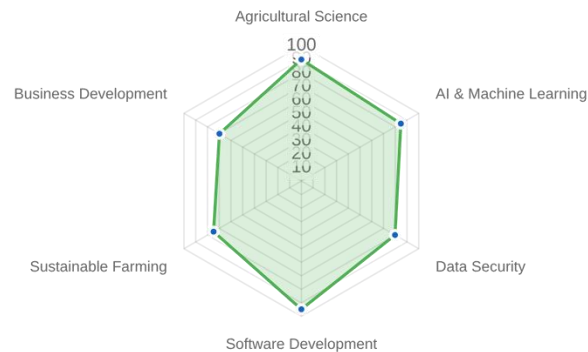 Agricultural Science
100
90
80
70
60
50
40
30
20
10
Business Development
AI & Machine Learning
Sustainable Farming
Data Security
Software Development